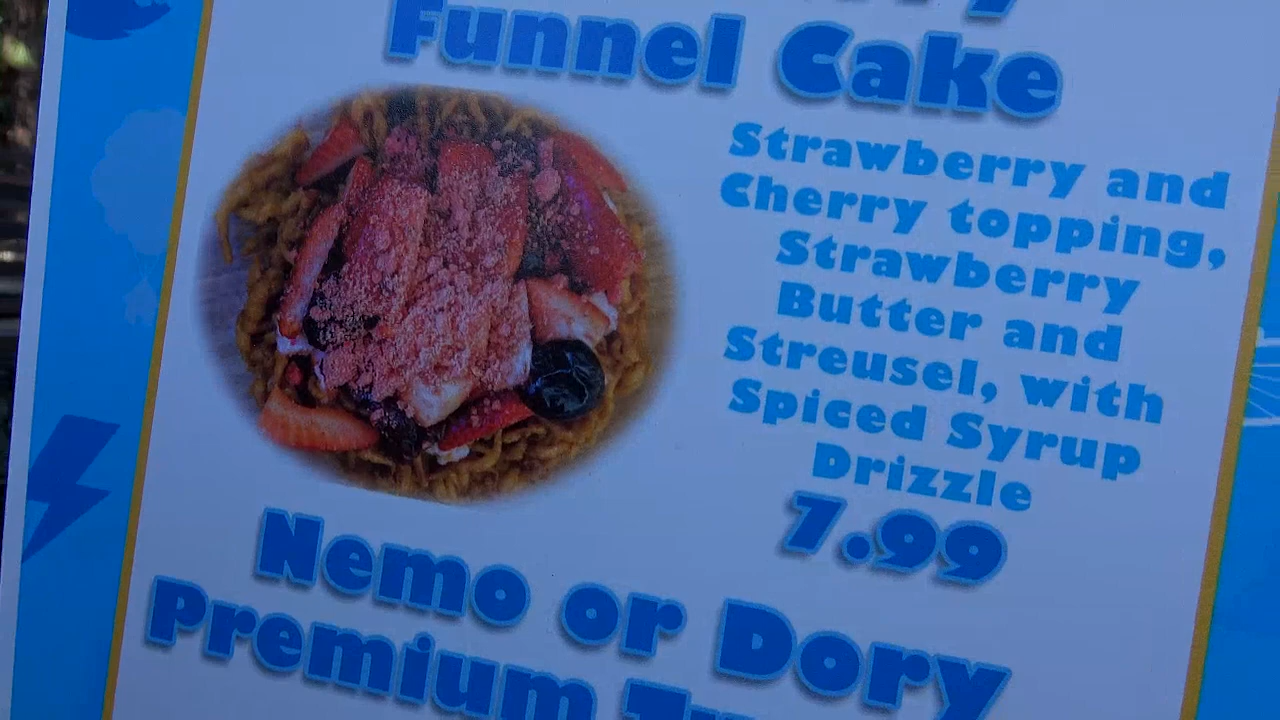 Funnel Cake
Strawberry and
Cherry topping,
Strawberry
Butter and
Streusel, with
Spiced Syrup
Drizzle
7.99
Nemo or Dory
Premium